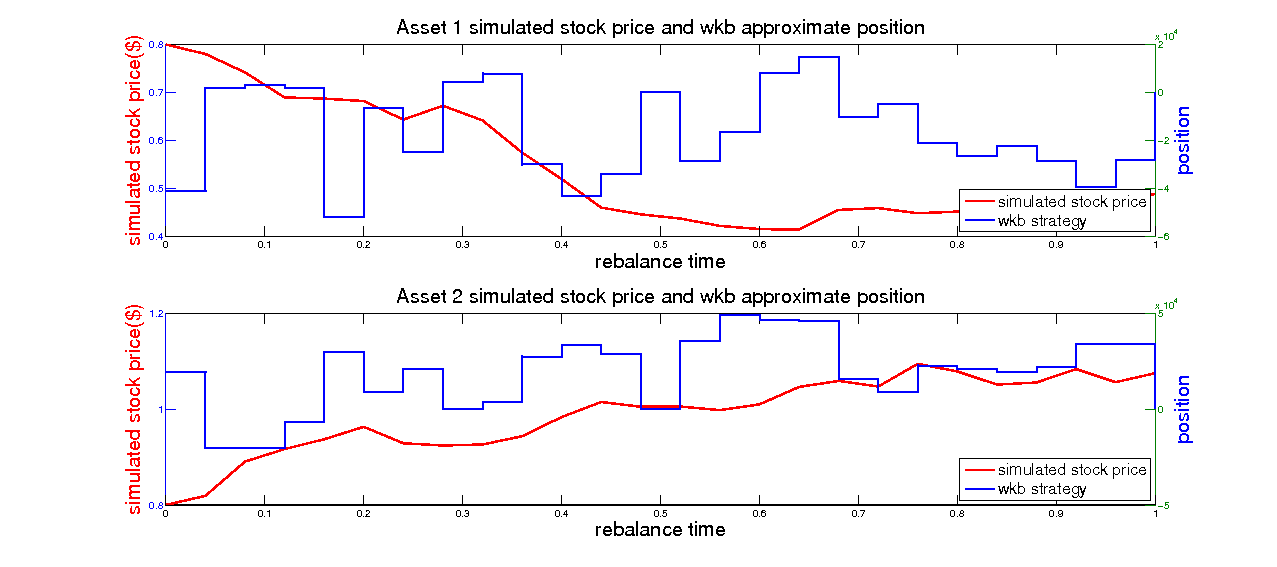 Asset 1 simulated stock price and wkb approximate position
x 10^4
0.8
0.7
0.6
0.5
0.4
simulated stock price($)
2
0
-2
-4
-6
position
simulated stock price
wkb strategy
0 0.1 0.2 0.3 0.4 0.5 0.6 0.7 0.8 0.9 1
rebalance time
Asset 2 simulated stock price and wkb approximate position
x 10^4
1.2
1
0.8
simulated stock price($)
5
0
-5
position
simulated stock price
wkb strategy
0 0.1 0.2 0.3 0.4 0.5 0.6 0.7 0.8 0.9 1
rebalance time